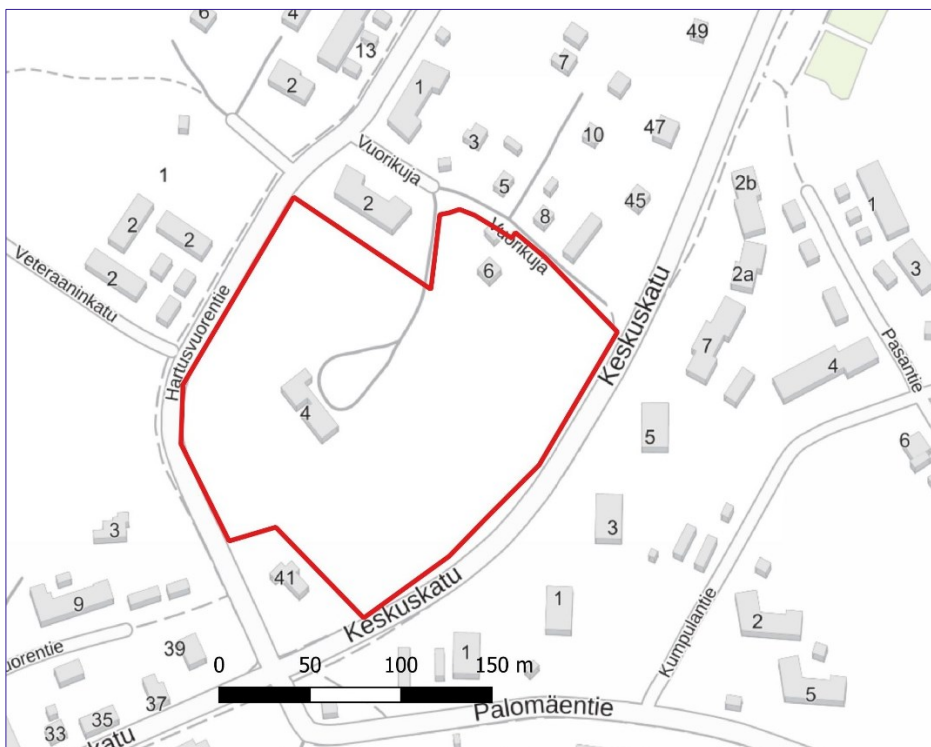 6
4
13
2
1
7
49
3
10
47
Vuorikuja
2
5
8
45
1
2
2
2
Veteraaninkatu
Hartusvuorentie
Vuorikuja
6
Keskuskatu
2b
2a
7
1
3
Pasantie
4
4
5
6
3
3
41
Keskuskatu
9
1
1
2
Kumpulantie
5
uorentie
39
37
35
33
skatu
0 50 100 150 m
Palomäentie